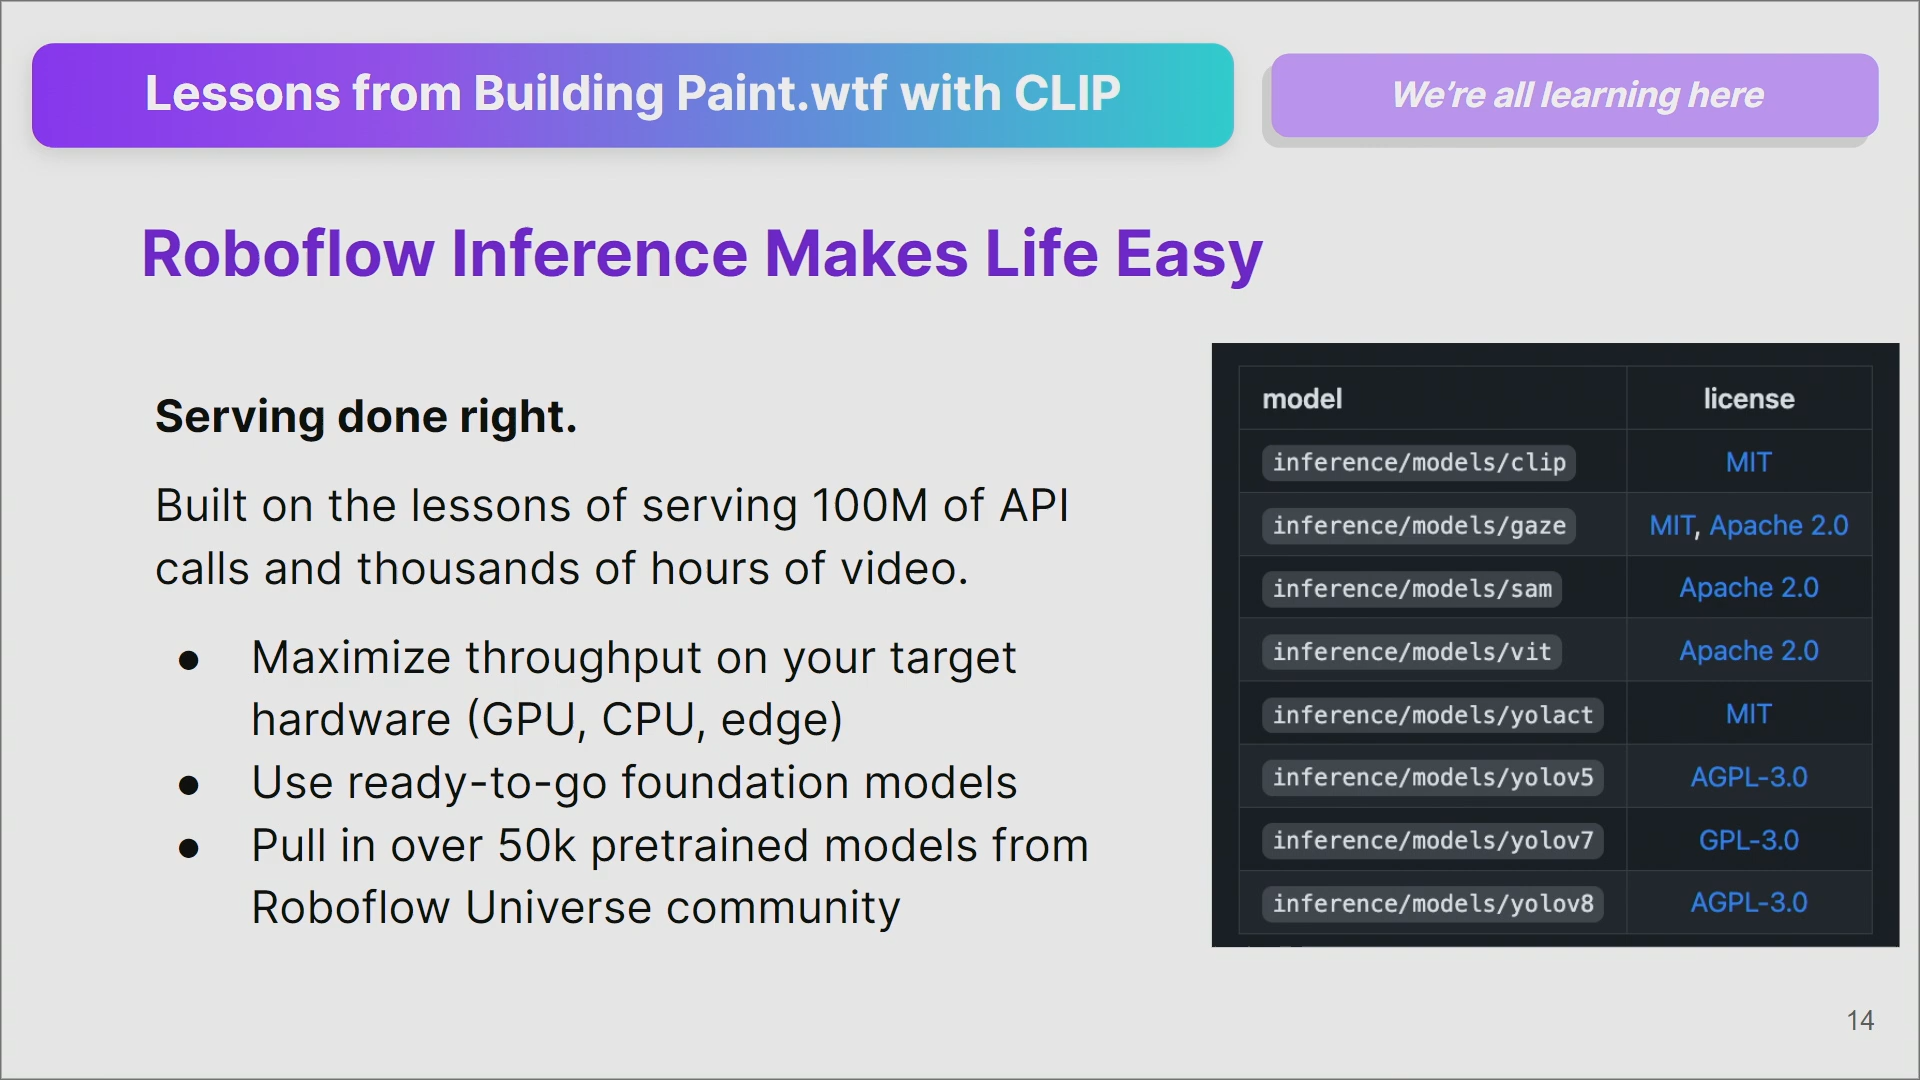 Lessons from Building Paint.wtf with CLIP
We're all learning here
Roboflow Inference Makes Life Easy
Serving done right.
Built on the lessons of serving 100M of API
calls and thousands of hours of video.
● Maximize throughput on your target
hardware (GPU, CPU, edge)
● Use ready-to-go foundation models
● Pull in over 50k pretrained models from
Roboflow Universe community
model license
inference/models/clip MIT
inference/models/gaze MIT, Apache 2.0
inference/models/sam Apache 2.0
inference/models/vit Apache 2.0
inference/models/yolact MIT
inference/models/yolov5 AGPL-3.0
inference/models/yolov7 GPL-3.0
inference/models/yolov8 AGPL-3.0
14